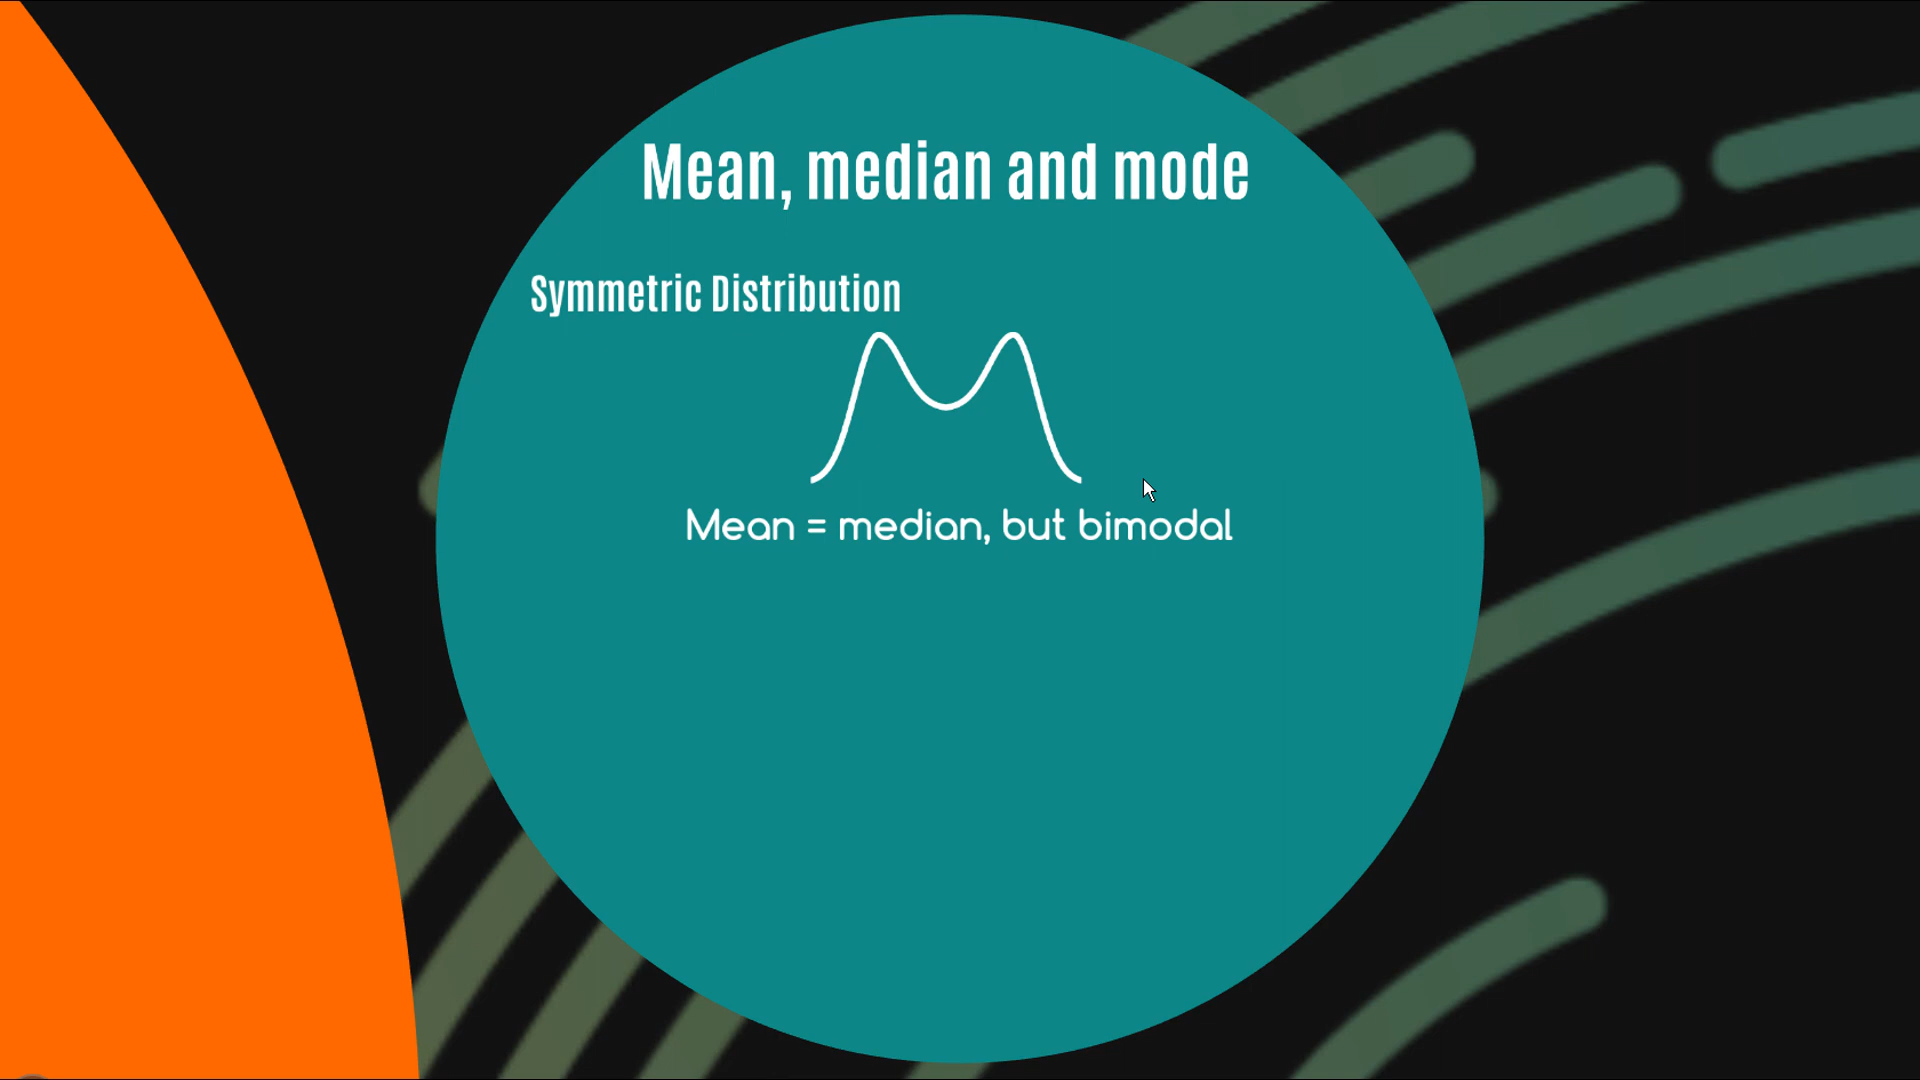 Mean, median and mode
Symmetric Distribution
Mean = median, but bimodal